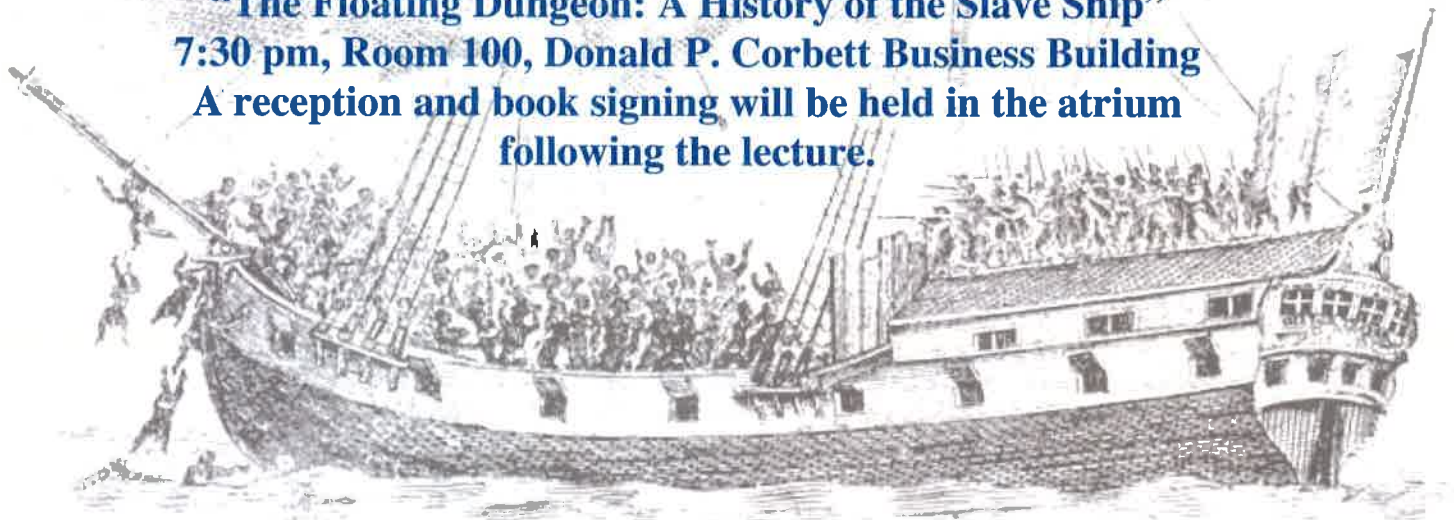 "The Floating Dungeon: A History of the Slave Ship"
7:30 pm, Room 100, Donald P. Corbett Business Building
A reception and book signing will be held in the atrium
following the lecture.